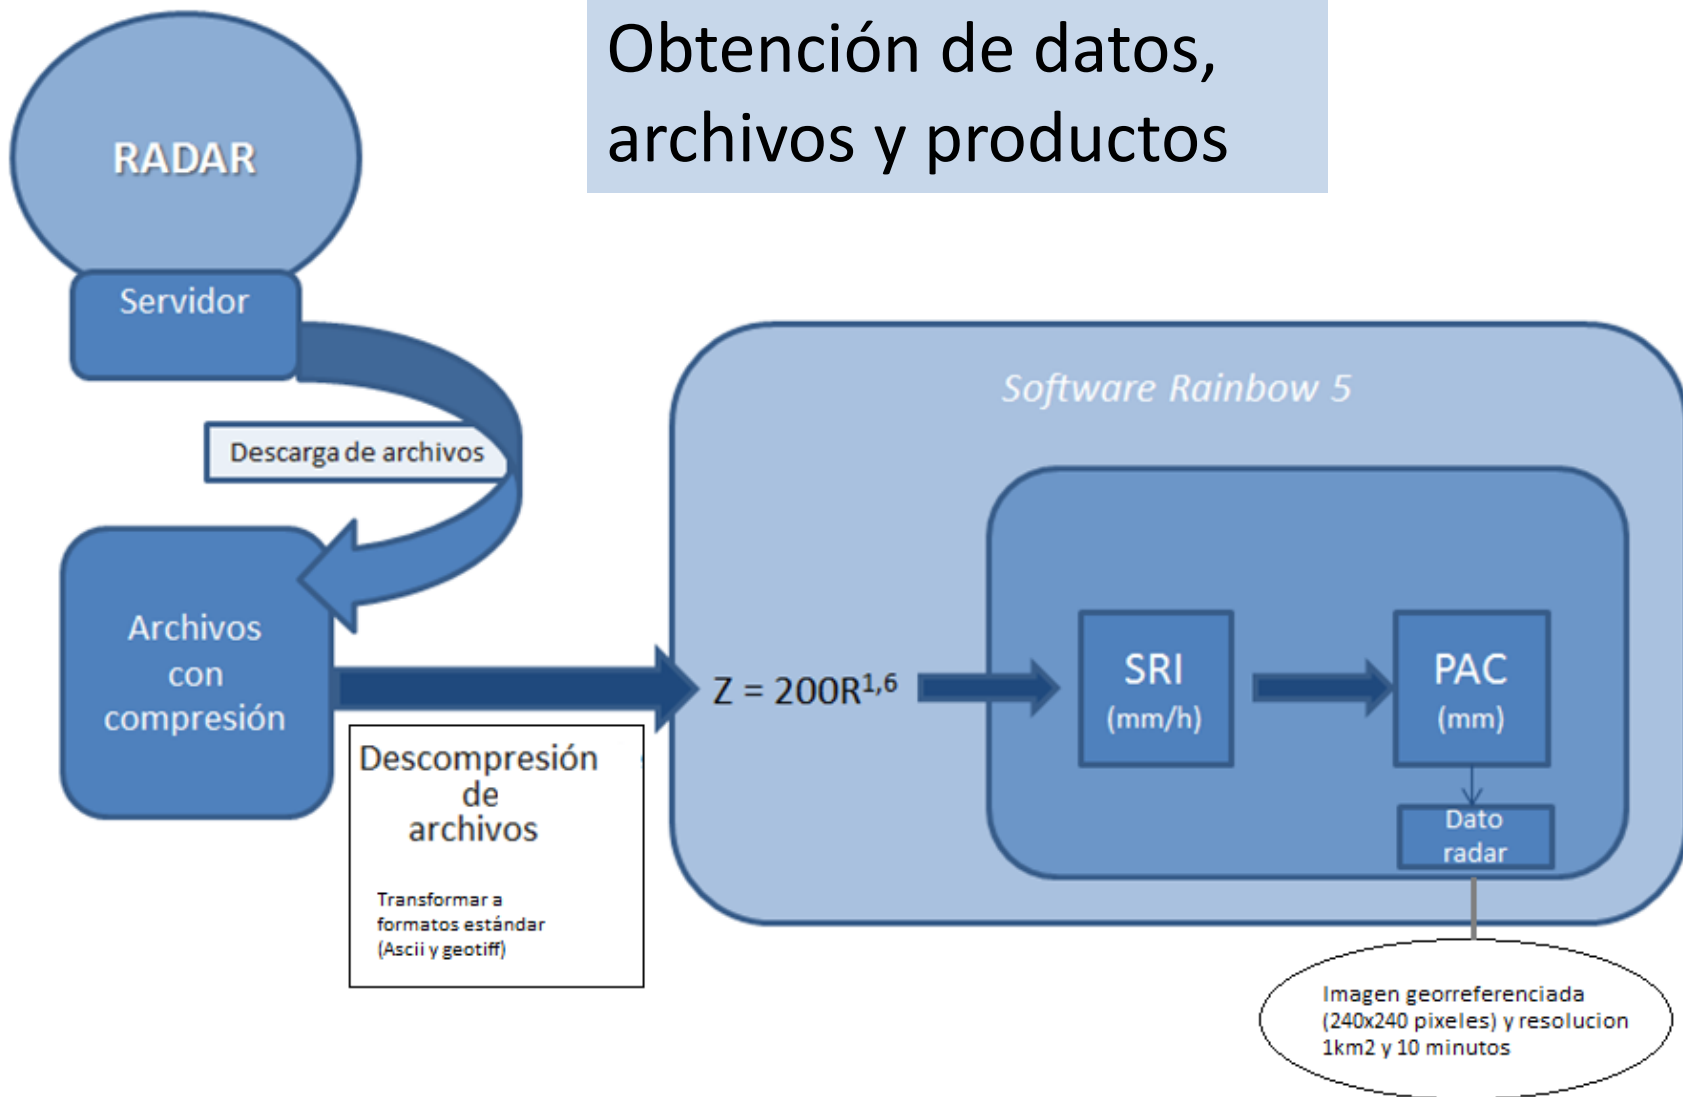 Obtención de datos,
archivos y productos
RADAR
Servidor
Descarga de archivos
Archivos
con
compresión
Descompresión
de
archivos
Transformar a
formatos estándar
(Ascii y geotiff)
Software Rainbow 5
Z = 200R^1,6
SRI
(mm/h)
PAC
(mm)
Dato
radar
Imagen georreferenciada
(240x240 pixeles) y resolucion
1km2 y 10 minutos